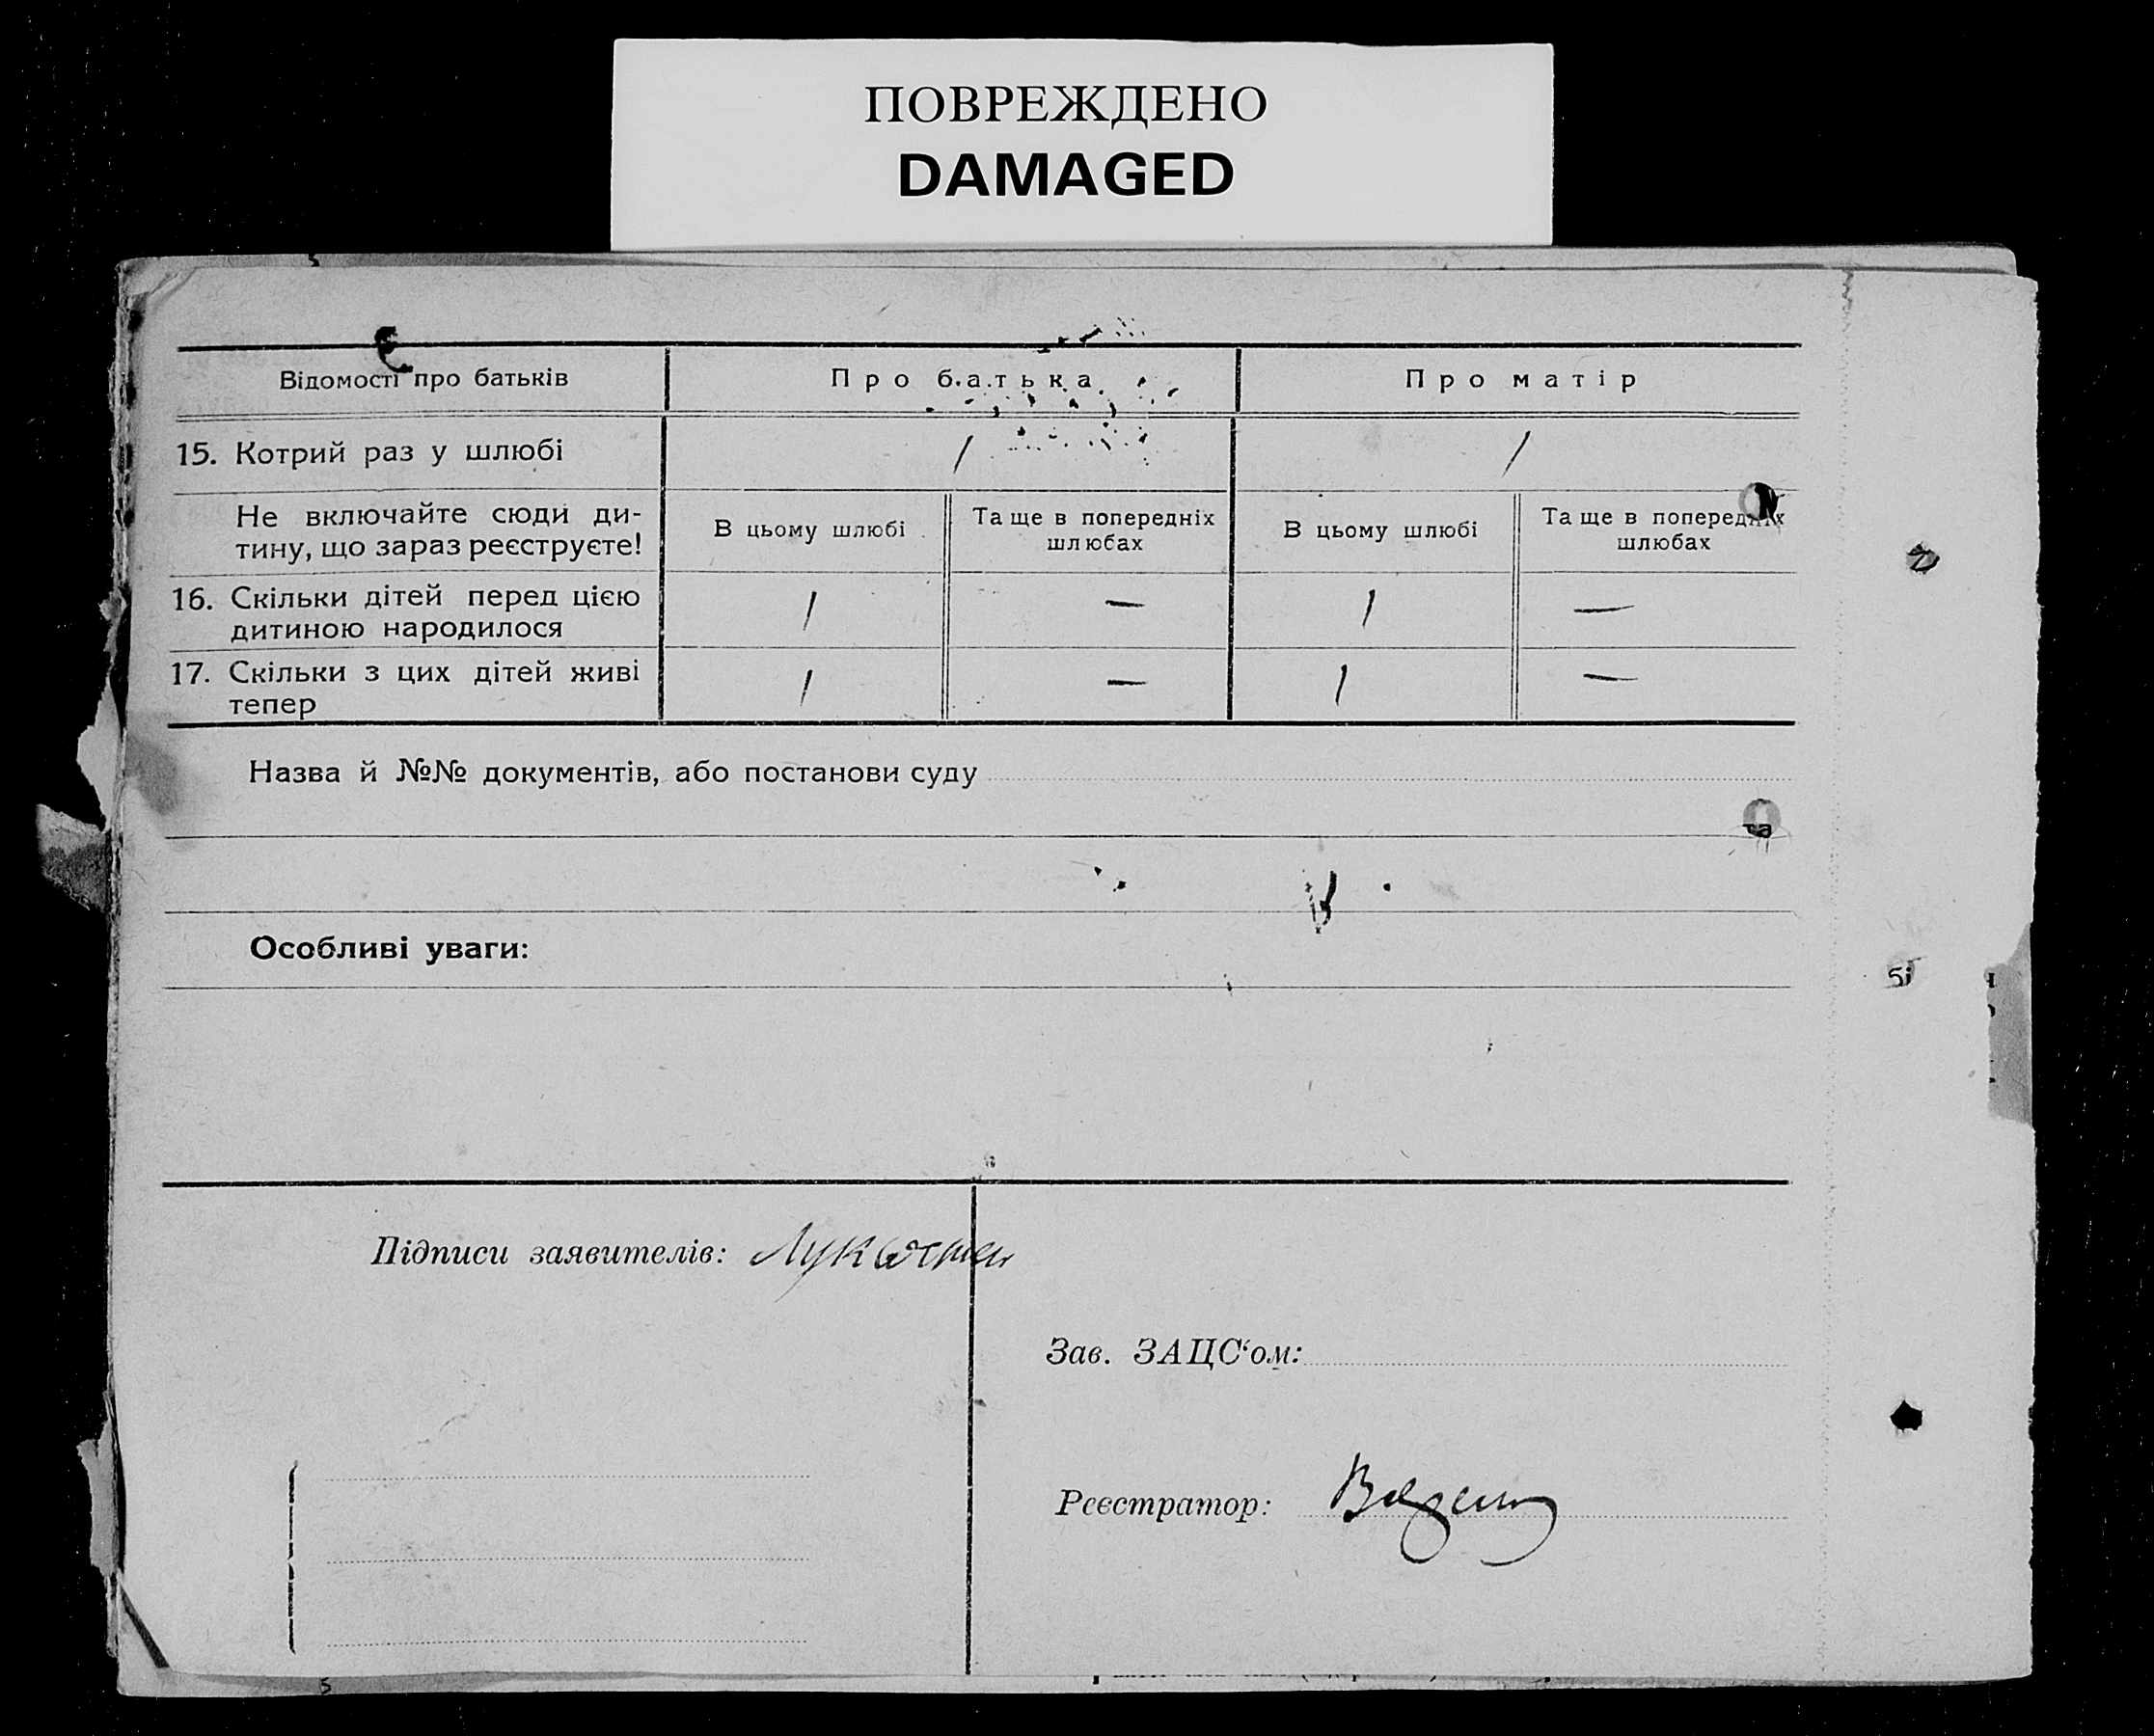 ПОВРЕЖДЕНО
DAMAGED
Відомості про батьків
Про батька
Про матір
15. Котрий раз у шлюбі
1
1
Не включайте сюди ди-
тину, що зараз реєструєте!
В цьому шлюбі
Та ще в попередніх
шлюбах
В цьому шлюбі
Та ще в попередніх
шлюбах
16. Скільки дітей перед цією
дитиною народилося
1 — 1 —
17. Скільки з цих дітей живі
тепер
1 — 1 —
Назва й №№ документів, або постанови суду
Особливі уваги:
Підписи заявителів:
Зав. ЗАЦС‘ом:
Реєстратор: